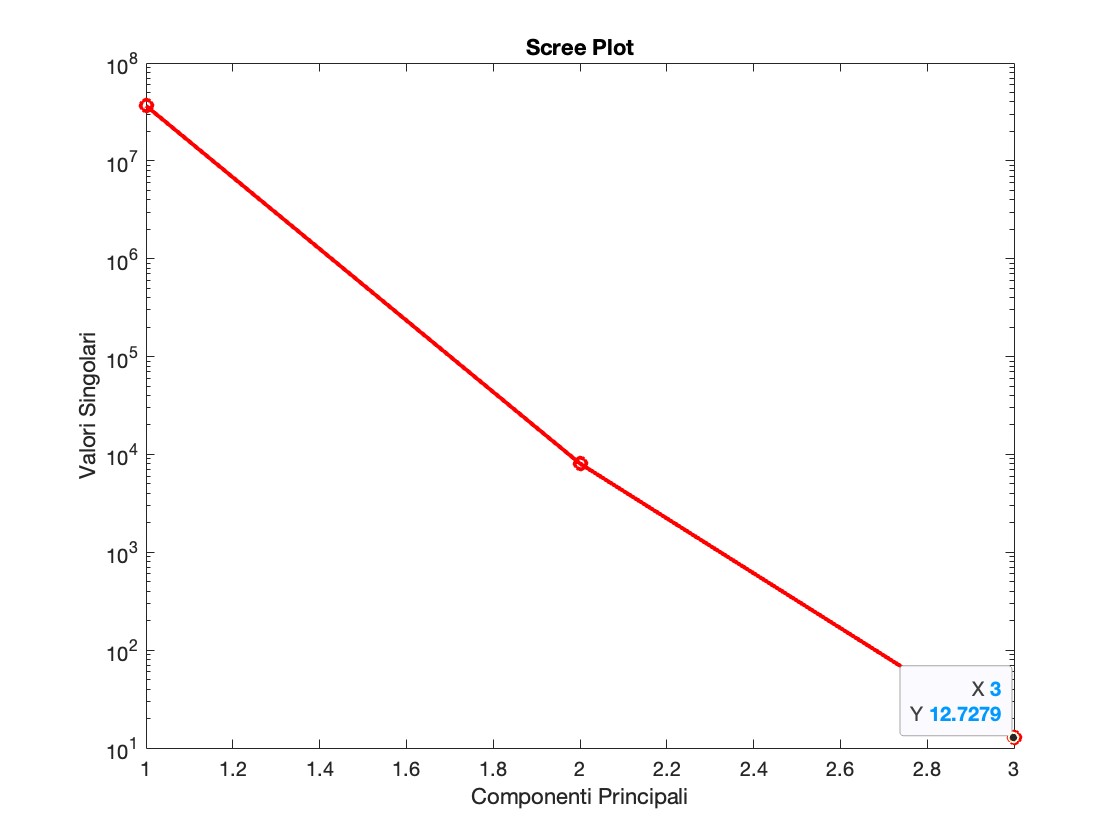 Scree Plot
10^8
10^7
10^6
10^5
10^4
10^3
10^2
10^1
Valori Singolari
X 3
Y 12.7279
1 1.2 1.4 1.6 1.8 2 2.2 2.4 2.6 2.8 3
Componenti Principali